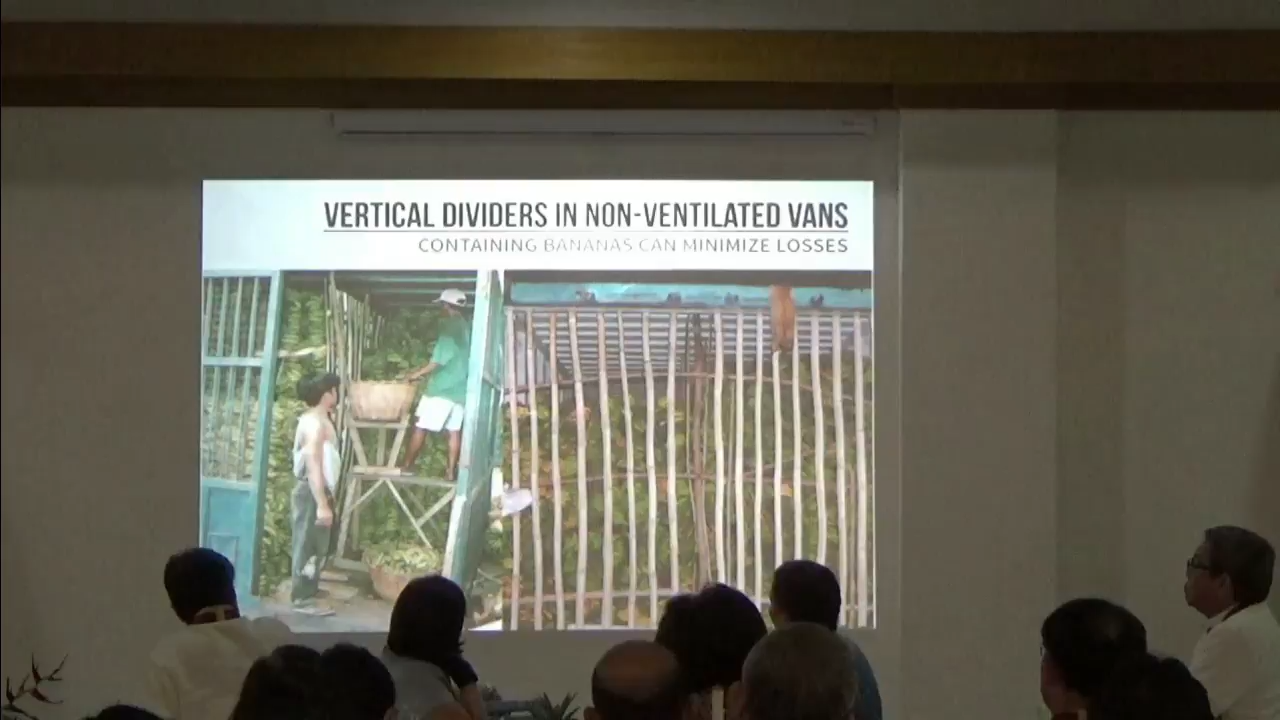 VERTICAL DIVIDERS IN NON-VENTILATED VANS
CONTAINING BANANAS CAN MINIMIZE LOSSES